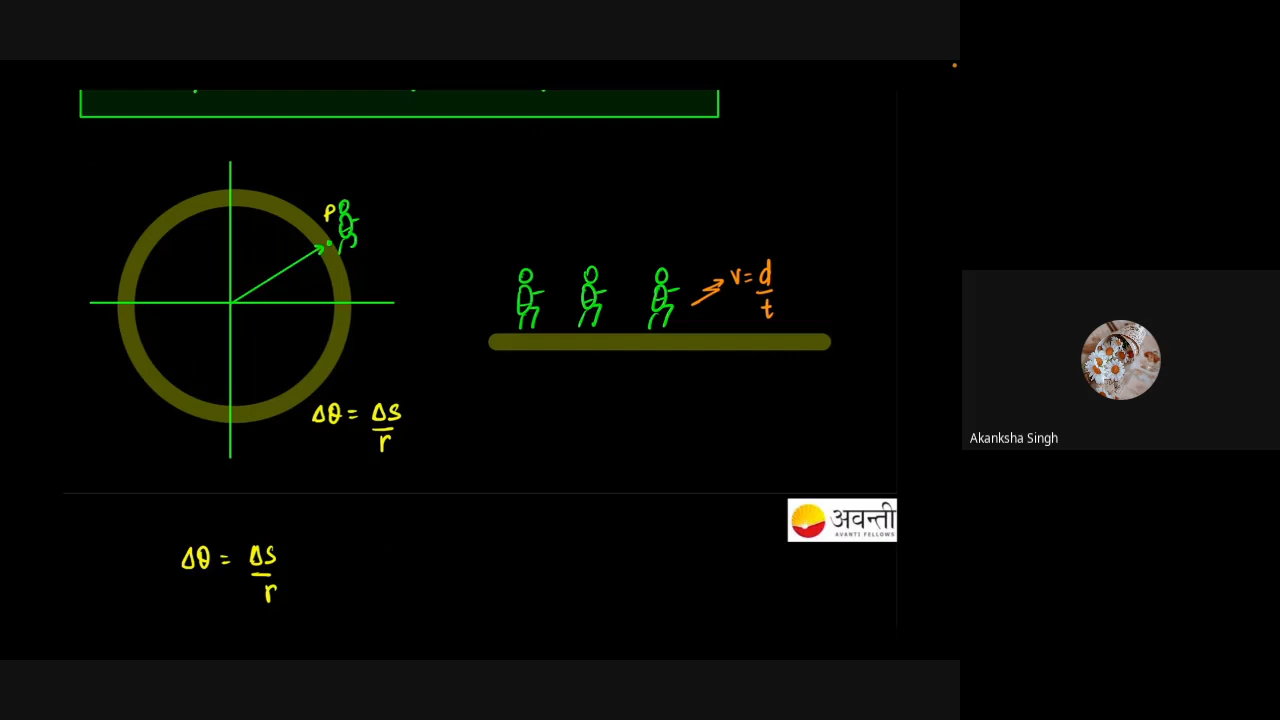 P
v = d/t
Δθ = Δs/r
अवन्ती
AVANTI FELLOWS
Δθ = Δs/r
Akanksha Singh